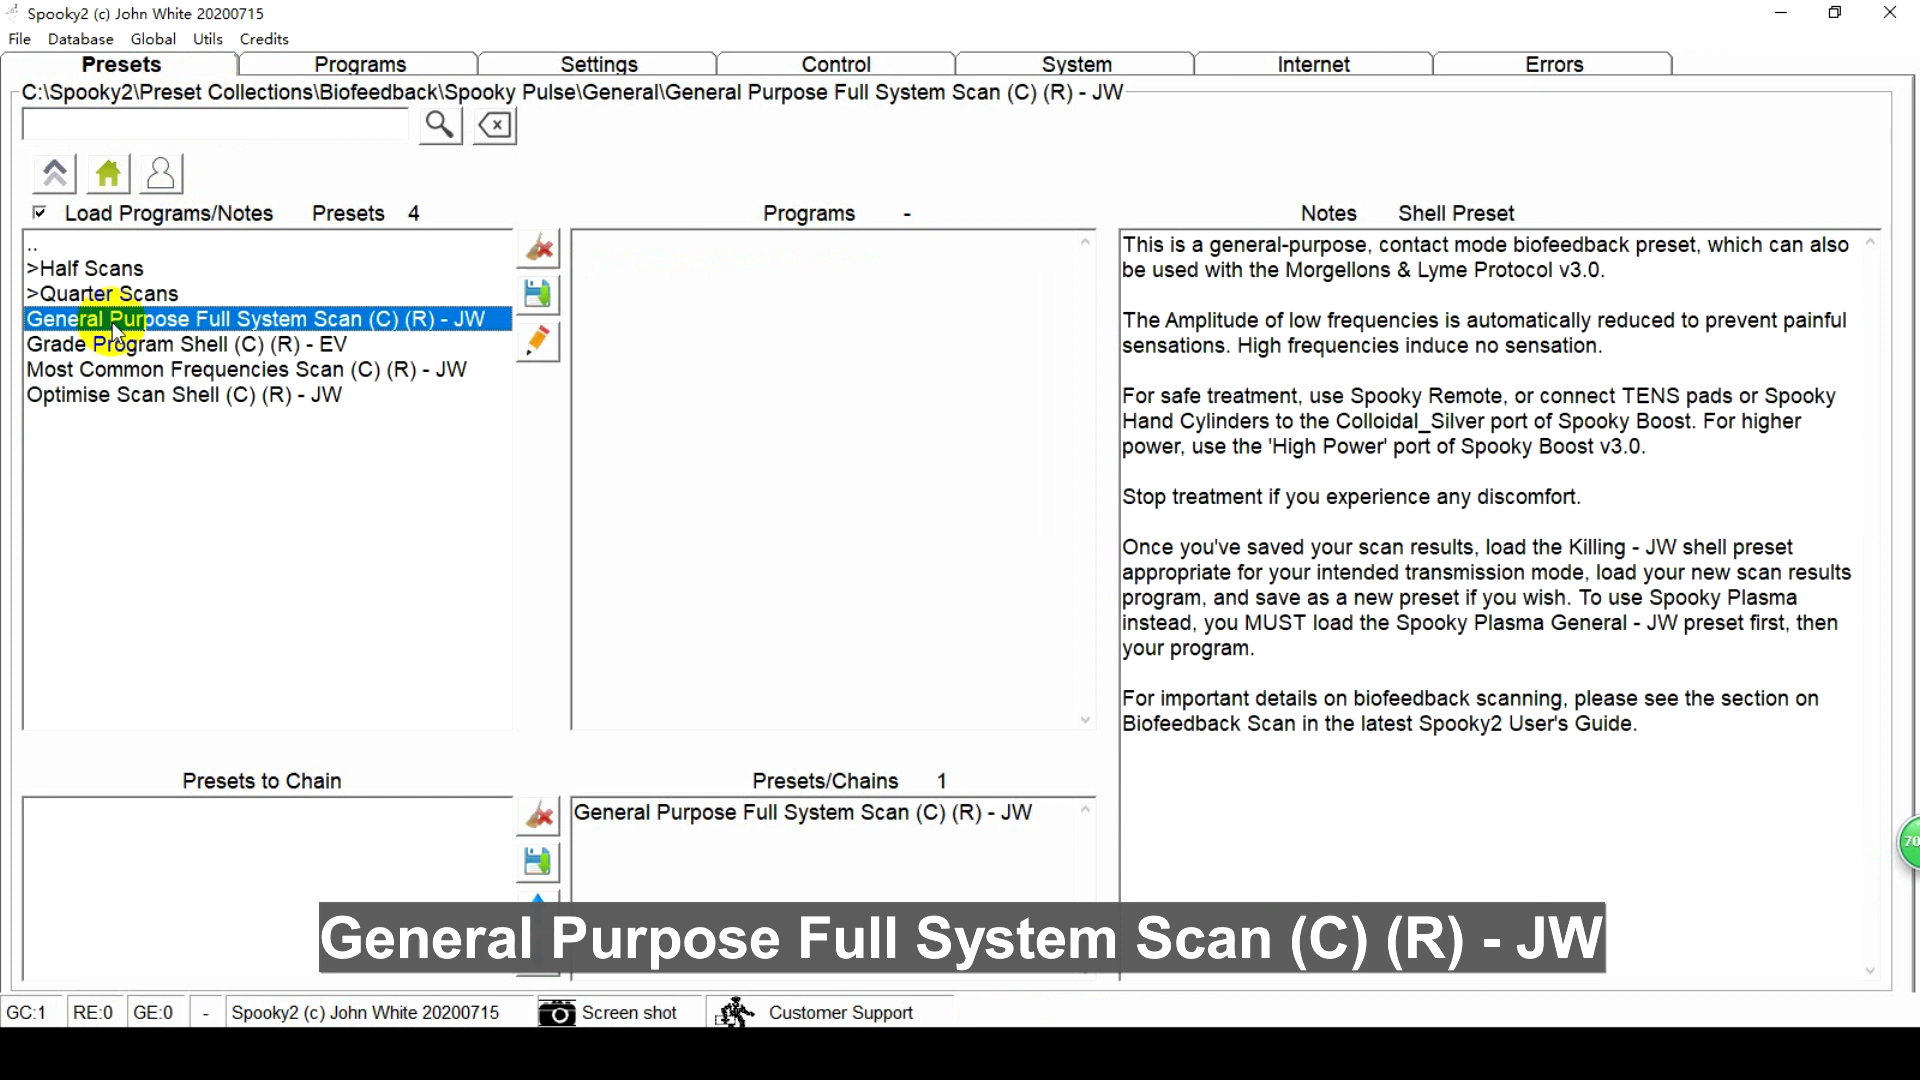 Spooky2 (c) John White 20200715
File Database Global Utils Credits
Presets Programs Settings Control System Internet Errors
C:\Spooky2\Preset Collections\Biofeedback\Spooky Pulse\General\General Purpose Full System Scan (C) (R) - JW
Load Programs/Notes Presets 4
Programs -
Notes Shell Preset
..
>Half Scans
>Quarter Scans
General Purpose Full System Scan (C) (R) - JW
Grade Program Shell (C) (R) - EV
Most Common Frequencies Scan (C) (R) - JW
Optimise Scan Shell (C) (R) - JW
This is a general-purpose, contact mode biofeedback preset, which can also
be used with the Morgellons & Lyme Protocol v3.0.
The Amplitude of low frequencies is automatically reduced to prevent painful
sensations. High frequencies induce no sensation.
For safe treatment, use Spooky Remote, or connect TENS pads or Spooky
Hand Cylinders to the Colloidal_Silver port of Spooky Boost. For higher
power, use the 'High Power' port of Spooky Boost v3.0.
Stop treatment if you experience any discomfort.
Once you've saved your scan results, load the Killing - JW shell preset
appropriate for your intended transmission mode, load your new scan results
program, and save as a new preset if you wish. To use Spooky Plasma
instead, you MUST load the Spooky Plasma General - JW preset first, then
your program.
For important details on biofeedback scanning, please see the section on
Biofeedback Scan in the latest Spooky2 User's Guide.
Presets to Chain
Presets/Chains 1
General Purpose Full System Scan (C) (R) - JW
70
General Purpose Full System Scan (C) (R) - JW
GC:1 RE:0 GE:0 - Spooky2 (c) John White 20200715 Screen shot Customer Support